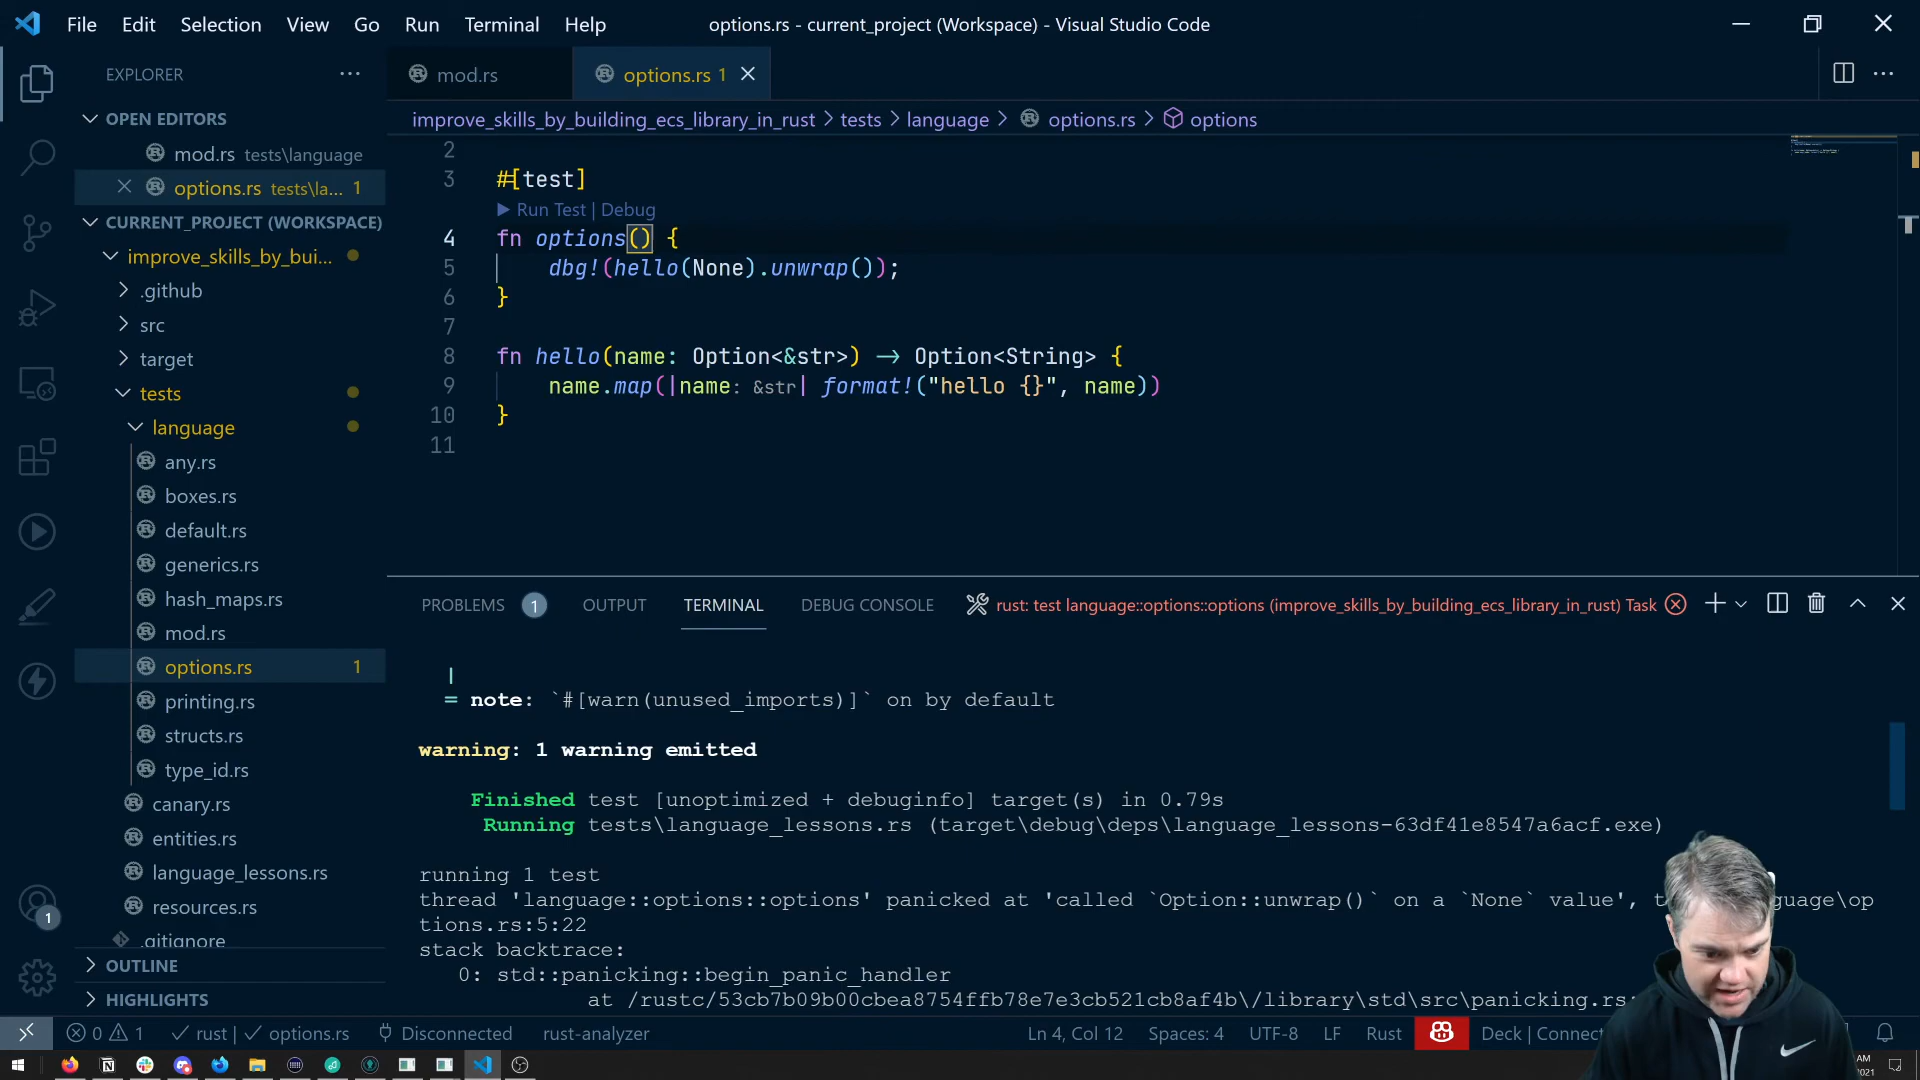 File Edit Selection View Go Run Terminal Help
options.rs - current_project (Workspace) - Visual Studio Code
EXPLORER
OPEN EDITORS
mod.rs tests\language
options.rs tests\la... 1
CURRENT_PROJECT (WORKSPACE)
improve_skills_by_bui...
.github
src
target
tests
language
any.rs
boxes.rs
default.rs
generics.rs
hash_maps.rs
mod.rs
options.rs 1
printing.rs
structs.rs
type_id.rs
canary.rs
entities.rs
language_lessons.rs
resources.rs
.gitignore
OUTLINE
HIGHLIGHTS
1
mod.rs
options.rs 1
improve_skills_by_building_ecs_library_in_rust > tests > language > options.rs > options
2
3 #[test]
Run Test | Debug
4 fn options() {
5 dbg!(hello(None).unwrap());
6 }
7
8 fn hello(name: Option<&str>) -> Option<String> {
9 name.map(|name: &str| format!("hello {}", name))
10 }
11
PROBLEMS 1 OUTPUT TERMINAL DEBUG CONSOLE rust: test language::options::options (improve_skills_by_building_ecs_library_in_rust) Task
|
= note: `#[warn(unused_imports)]` on by default
warning: 1 warning emitted
Finished test [unoptimized + debuginfo] target(s) in 0.79s
Running tests\language_lessons.rs (target\debug\deps\language_lessons-63df41e8547a6acf.exe)
running 1 test
thread 'language::options::options' panicked at 'called `Option::unwrap()` on a `None` value', t guage\op
tions.rs:5:22
stack backtrace:
0: std::panicking::begin_panic_handler
at /rustc/53cb7b09b00cbea8754ffb78e7e3cb521cb8af4b\/library\std\src\panicking.rs:
0 1 rust | options.rs Disconnected rust-analyzer Ln 4, Col 12 Spaces: 4 UTF-8 LF Rust Deck | Connect
AM
2021